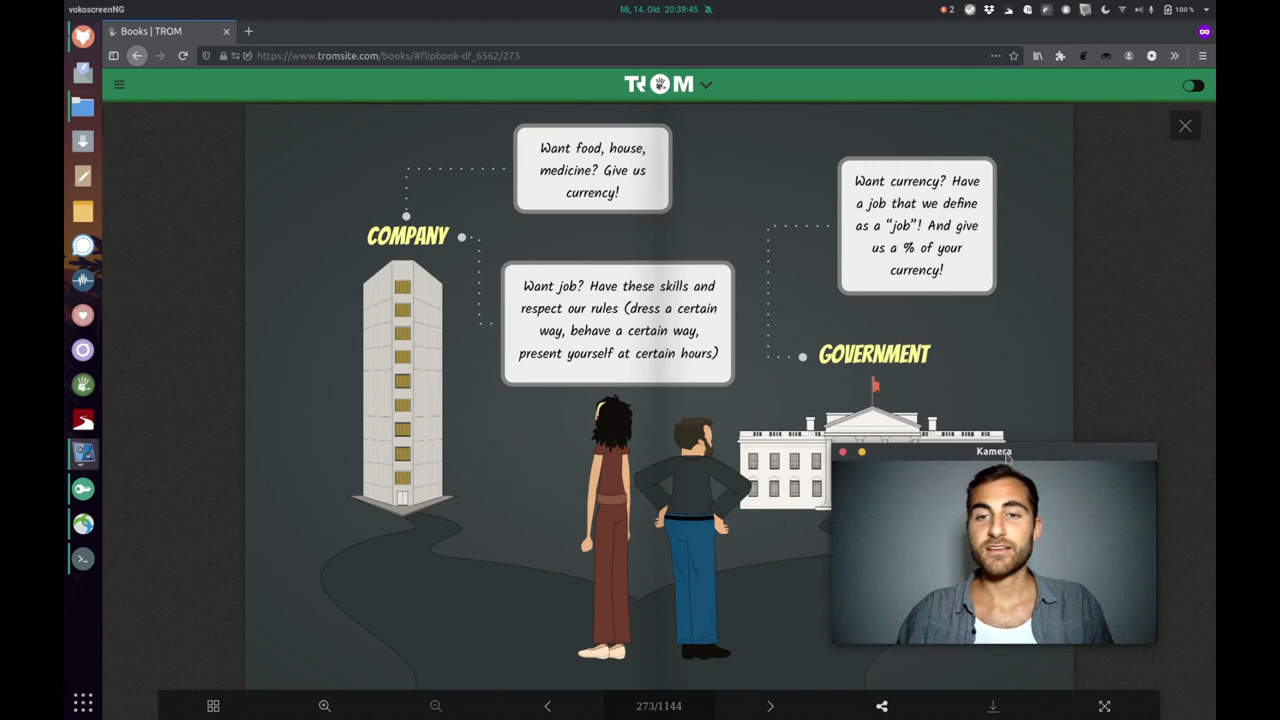 vokoscreenNG
Mi, 14. Okt 20:39:45
2
100 %
Books | TROM
https://www.tromsite.com/books/#flipbook-df_6562/273
TROM
Want food, house,
medicine? Give us
currency!
Want currency? Have
a job that we define
as a “job”! And give
us a % of your
currency!
COMPANY
Want job? Have these skills and
respect our rules (dress a certain
way, behave a certain way,
present yourself at certain hours)
GOVERNMENT
Kamera
273/1144